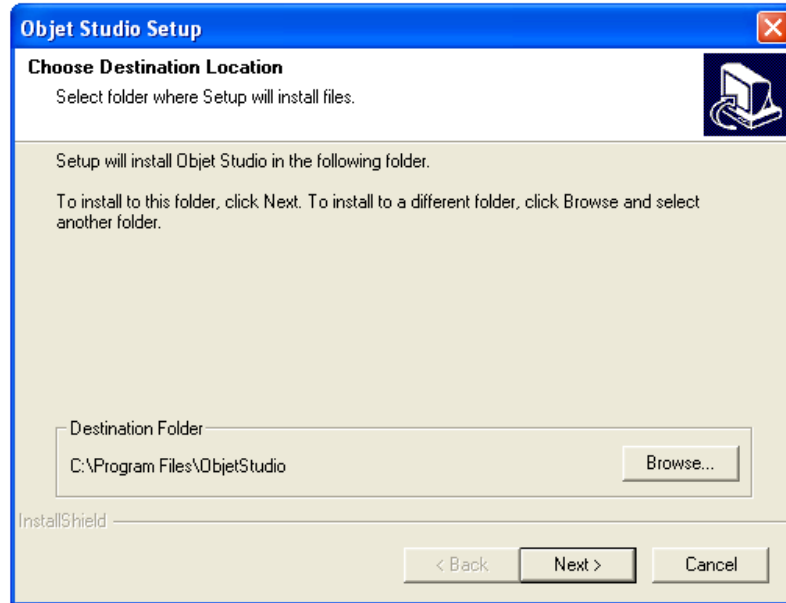 Objet Studio Setup
Choose Destination Location
Select folder where Setup will install files.
Setup will install Objet Studio in the following folder.
To install to this folder, click Next. To install to a different folder, click Browse and select
another folder.
Destination Folder
C:\Program Files\ObjetStudio
Browse...
InstallShield
< Back
Next >
Cancel